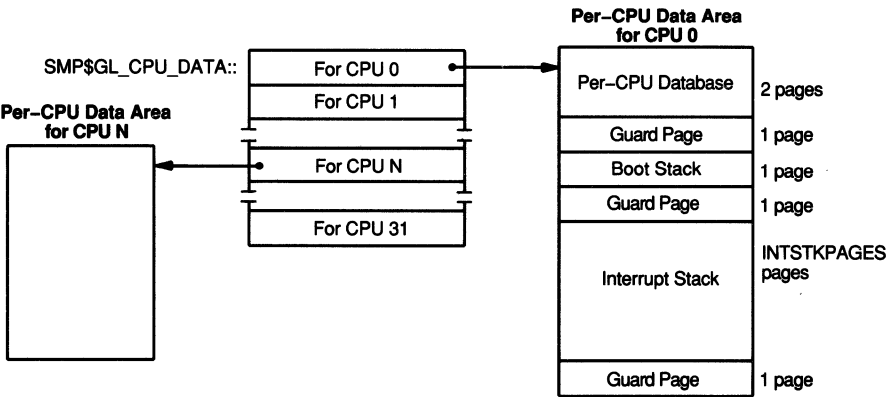 Per–CPU Data Area
for CPU 0
SMP$GL_CPU_DATA::
For CPU 0
For CPU 1
For CPU N
For CPU 31
Per–CPU Data Area
for CPU N
Per–CPU Database
2 pages
Guard Page
1 page
Boot Stack
1 page
Guard Page
1 page
Interrupt Stack
INTSTKPAGES
pages
Guard Page
1 page